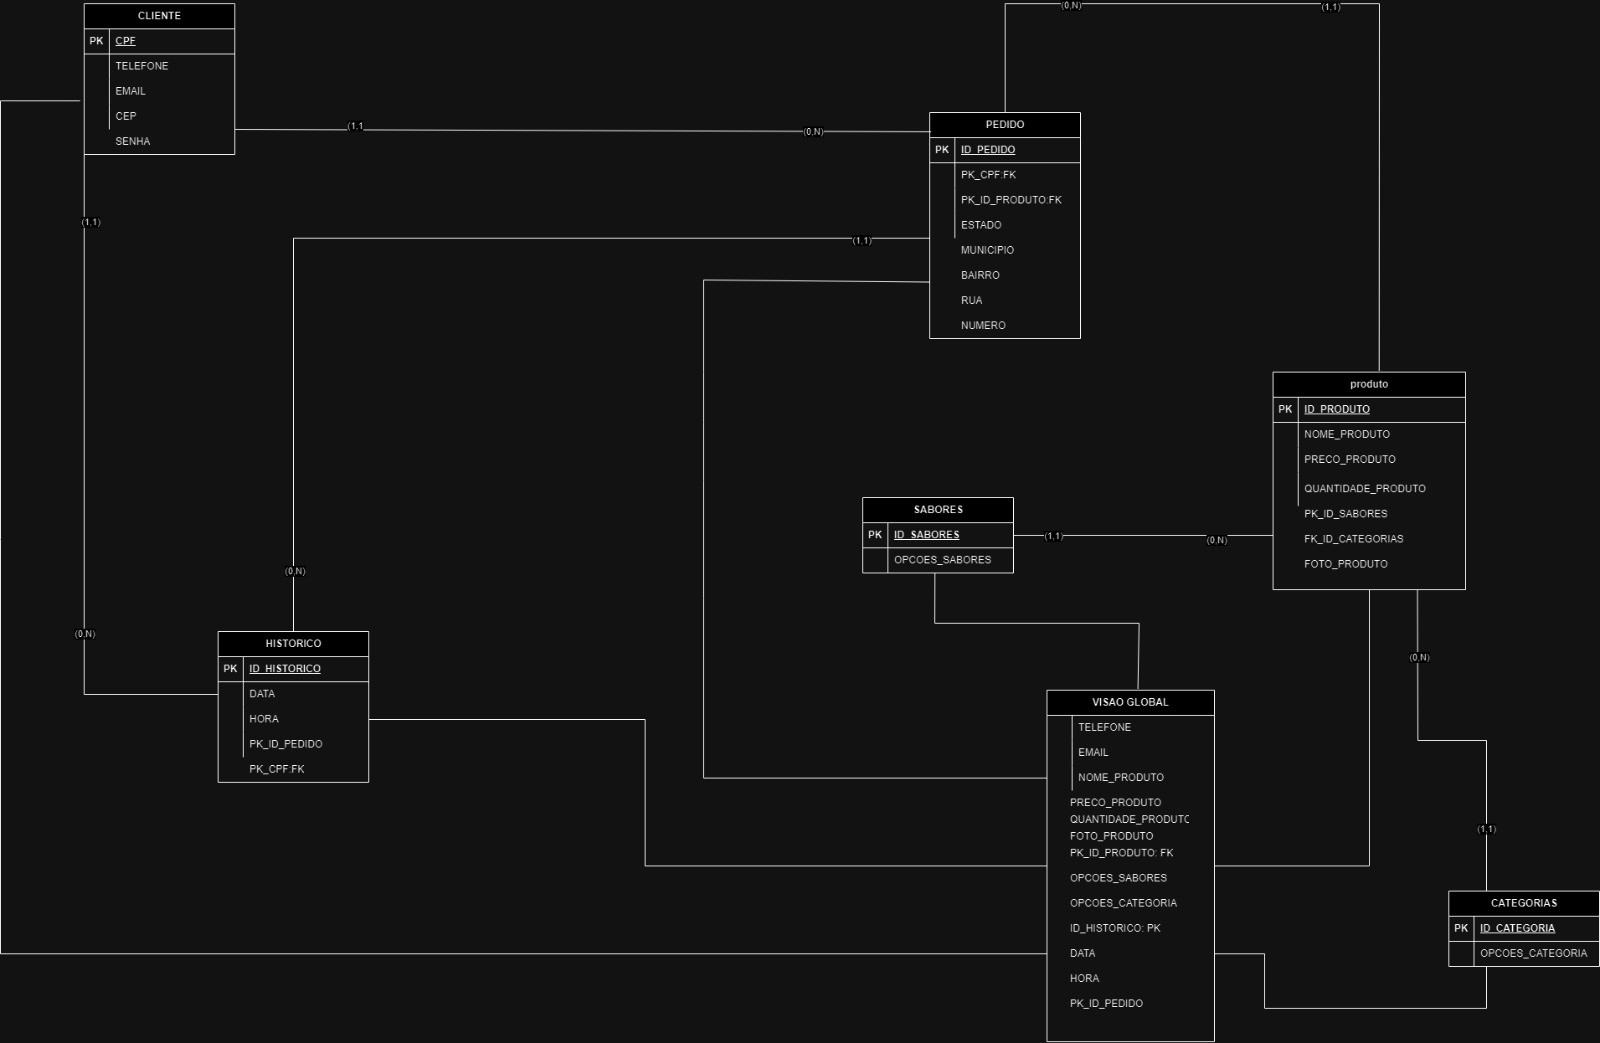 CLIENTE
PK CPF
TELEFONE
EMAIL
CEP
SENHA
(0,N)
(1,1)
(1,1
(0,N)
PEDIDO
PK ID_PEDIDO
PK_CPF:FK
PK_ID_PRODUTO:FK
ESTADO
MUNICIPIO
BAIRRO
RUA
NUMERO
(1,1)
(1,1)
produto
PK ID_PRODUTO
NOME_PRODUTO
PRECO_PRODUTO
QUANTIDADE_PRODUTO
PK_ID_SABORES
FK_ID_CATEGORIAS
FOTO_PRODUTO
SABORES
PK ID_SABORES
OPCOES_SABORES
(1,1)
(0,N)
(0,N)
(0,N)
HISTORICO
PK ID_HISTORICO
DATA
HORA
PK_ID_PEDIDO
PK_CPF:FK
(0,N)
VISAO GLOBAL
TELEFONE
EMAIL
NOME_PRODUTO
PRECO_PRODUTO
QUANTIDADE_PRODUTO
FOTO_PRODUTO
PK_ID_PRODUTO: FK
OPCOES_SABORES
OPCOES_CATEGORIA
ID_HISTORICO: PK
DATA
HORA
PK_ID_PEDIDO
(1,1)
CATEGORIAS
PK ID_CATEGORIA
OPCOES_CATEGORIA